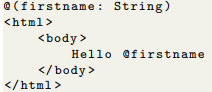 @(firstname: String)
<html>
    <body>
        Hello @firstname
    </body>
</html>